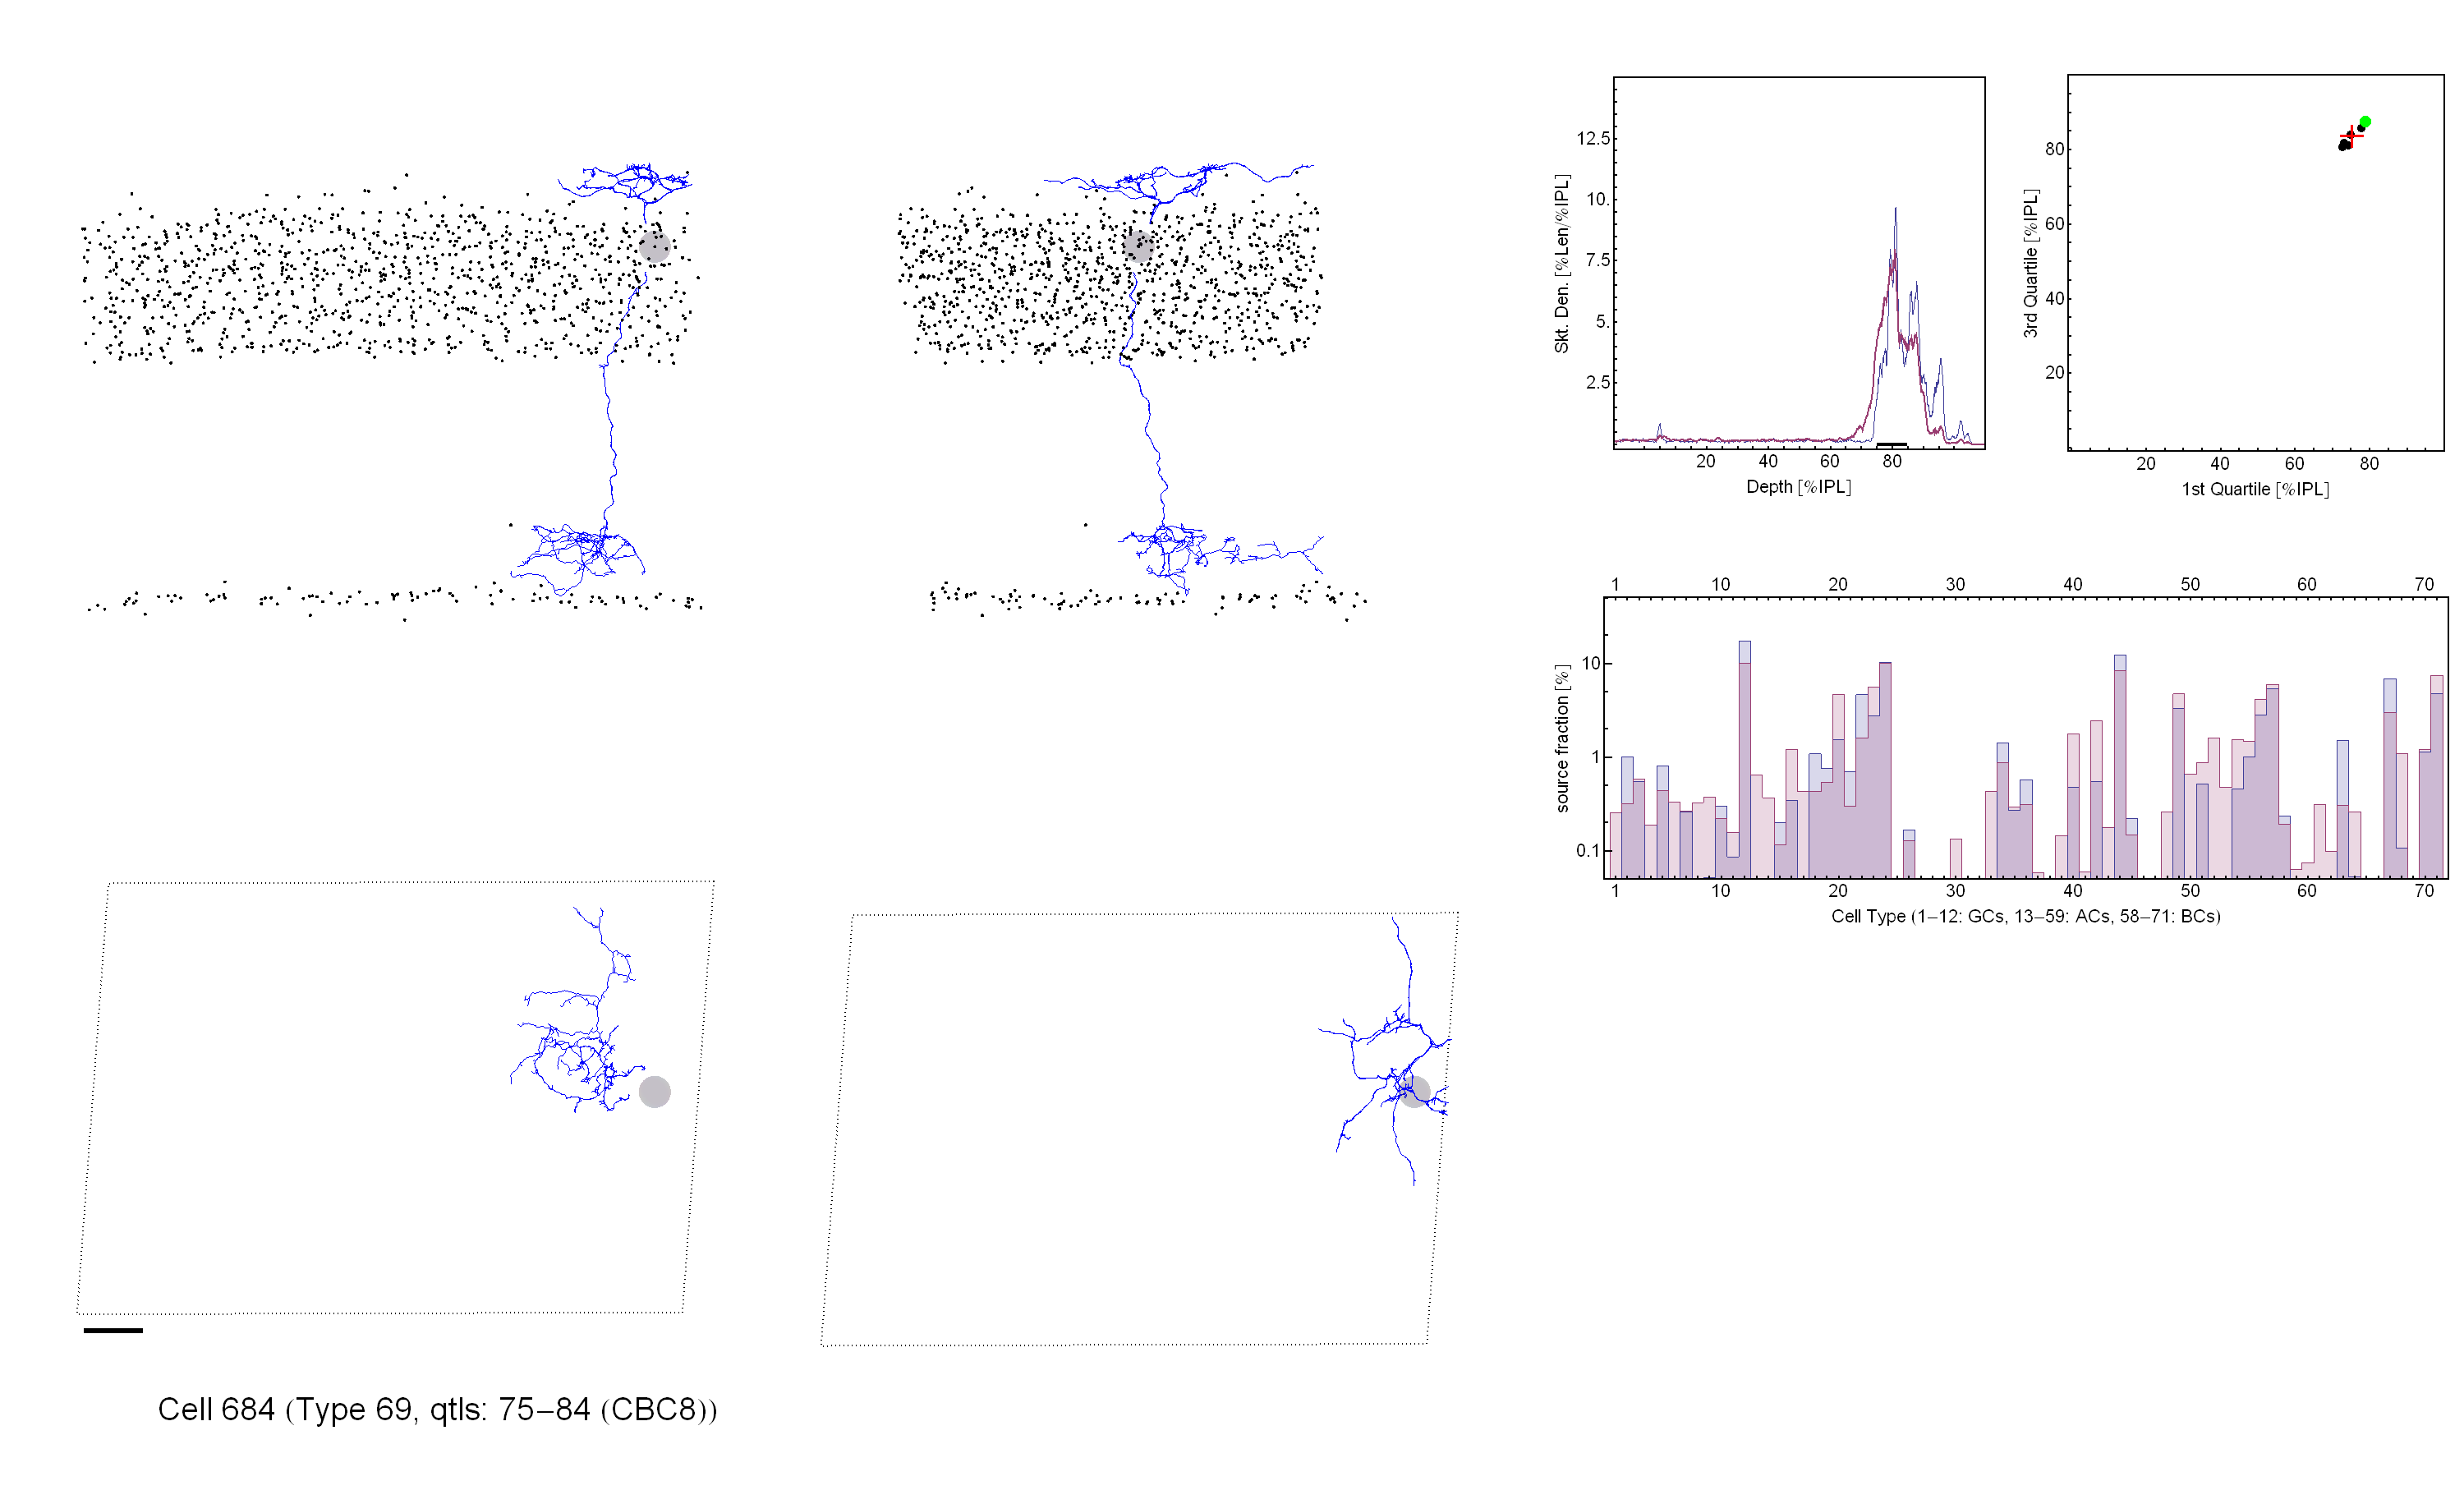 12.5
10.
7.5
5.
2.5
Skt. Den. [%Len/%IPL]
20 40 60 80
Depth [%IPL]
80
60
40
20
3rd Quartile [%IPL]
20 40 60 80
1st Quartile [%IPL]
1 10 20 30 40 50 60 70
10
1
0.1
source fraction [%]
1 10 20 30 40 50 60 70
Cell Type (1–12: GCs, 13–59: ACs, 58–71: BCs)
Cell 684 (Type 69, qtls: 75–84 (CBC8))